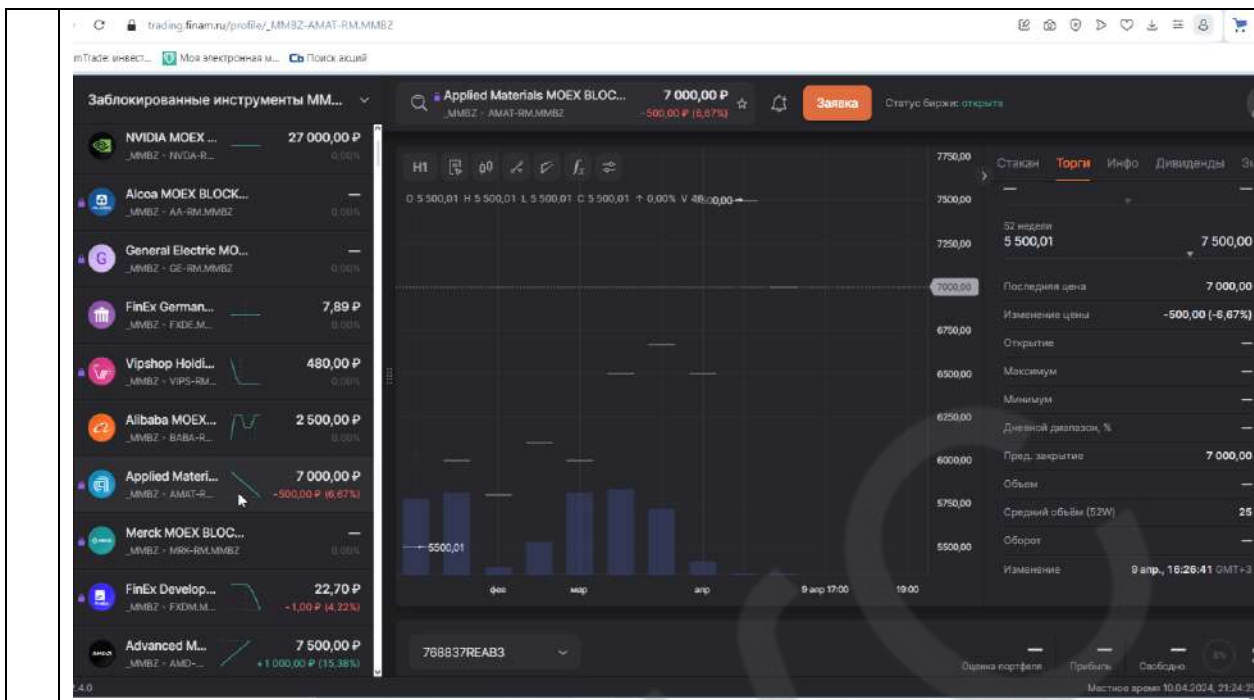 trading.finam.ru/profile/_MMBZ-AMAT-RM.MMBZ
mTrade: инвест... Моя электронная м... Поиск акций
Заблокированные инструменты ММ...
Applied Materials MOEX BLOC... 7 000,00 ₽
_MMBZ · AMAT-RM.MMBZ -500,00 ₽ (6,67%)
Заявка
Статус биржи: открыта
NVIDIA MOEX ... 27 000,00 ₽
_MMBZ · NVDA-R... 0,00%
Alcoa MOEX BLOCK... —
_MMBZ · AA-RM.MMBZ 0,00%
General Electric MO... —
_MMBZ · GE-RM.MMBZ 0,00%
FinEx German... 7,89 ₽
_MMBZ · FXDE.M... 0,00%
Vipshop Holdi... 480,00 ₽
_MMBZ · VIPS-RM... 0,00%
Alibaba MOEX... 2 500,00 ₽
_MMBZ · BABA-R... 0,00%
Applied Materi... 7 000,00 ₽
_MMBZ · AMAT-R... -500,00 ₽ (6,67%)
Merck MOEX BLOC... —
_MMBZ · MRK-RM.MMBZ 0,00%
FinEx Develop... 22,70 ₽
_MMBZ · FXDM.M... -1,00 ₽ (4,22%)
Advanced M... 7 500,00 ₽
_MMBZ · AMD-... +1 000,00 ₽ (15,38%)
2.4.0
H1
O 5 500,01 H 5 500,01 L 5 500,01 C 5 500,01 ↑ 0,00% V
7750,00
7500,00
7250,00
7000,00
6750,00
6500,00
6250,00
6000,00
5750,00
5500,00
5500,01
фев мар апр 9 апр 17:00 19:00
Стакан Торги Инфо Дивиденды
52 недели
5 500,01 7 500,00
Последняя цена 7 000,00
Изменение цены -500,00 (-6,67%)
Открытие —
Максимум —
Минимум —
Дневной диапазон, % —
Пред. закрытие 7 000,00
Объем —
Средний объём (52W) 25
Оборот —
Изменение 9 апр., 16:26:41 GMT+3
768837REAB3
Оценка портфеля Прибыль Свободно
Местное время 10.04.2024, 21:24:2